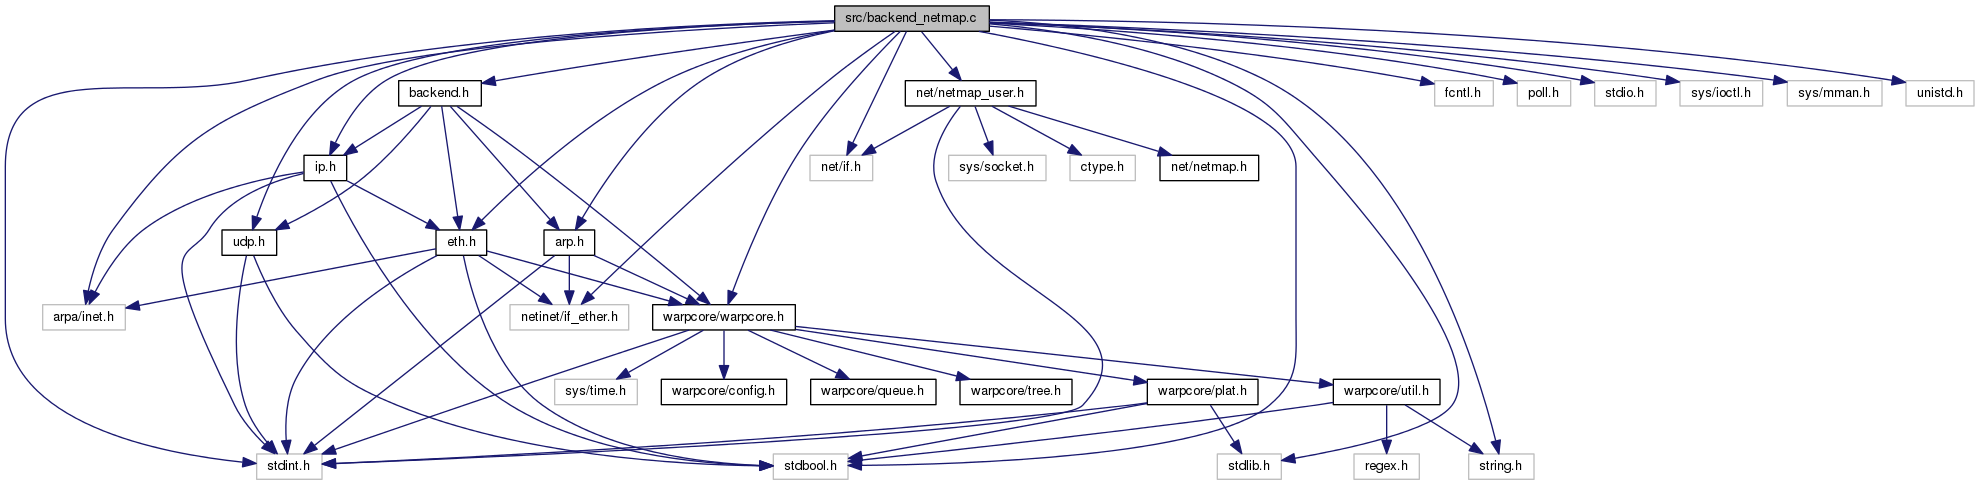 src/backend_netmap.c
backend.h
net/netmap_user.h
fcntl.h
poll.h
stdio.h
sys/ioctl.h
sys/mman.h
unistd.h
ip.h
net/if.h
sys/socket.h
ctype.h
net/netmap.h
udp.h
eth.h
arp.h
arpa/inet.h
netinet/if_ether.h
warpcore/warpcore.h
sys/time.h
warpcore/config.h
warpcore/queue.h
warpcore/tree.h
warpcore/plat.h
warpcore/util.h
stdint.h
stdbool.h
stdlib.h
regex.h
string.h